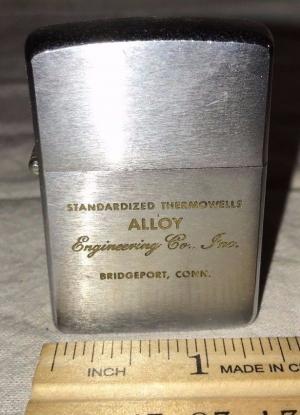 STANDARDIZED THERMOWELLS
ALLOY
Engineering Co., Inc.
BRIDGEPORT, CONN.
INCH 1 MADE IN C